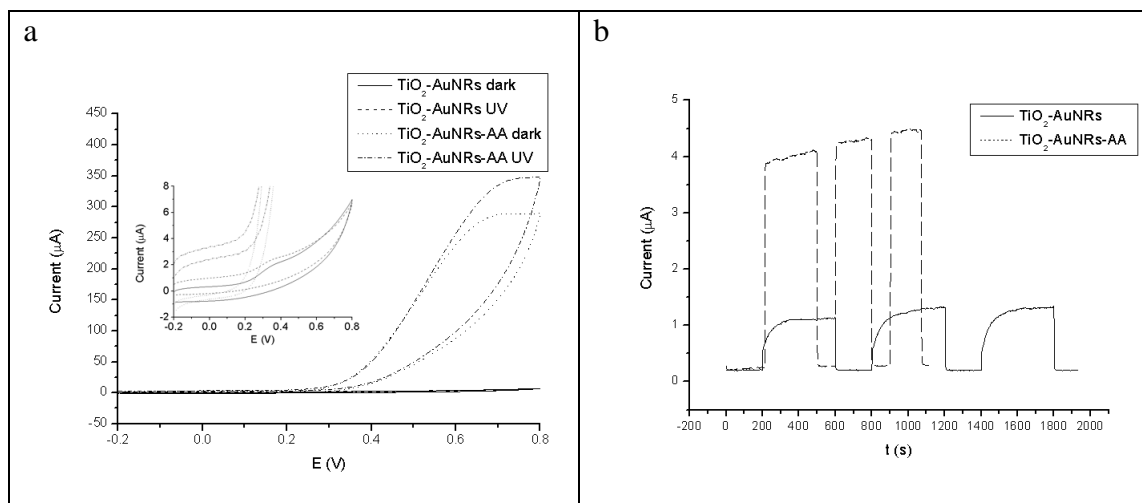 a
TiO2-AuNRs dark
TiO2-AuNRs UV
TiO2-AuNRs-AA dark
TiO2-AuNRs-AA UV
450
400
350
300
250
200
150
100
50
0
-50
Current (μA)
-0.2 0.0 0.2 0.4 0.6 0.8
E (V)
8
6
4
2
0
-2
Current (μA)
-0.2 0.0 0.2 0.4 0.6 0.8
E (V)
b
TiO2-AuNRs
TiO2-AuNRs-AA
5
4
3
2
1
0
Current (μA)
-200 0 200 400 600 800 1000 1200 1400 1600 1800 2000
t (s)